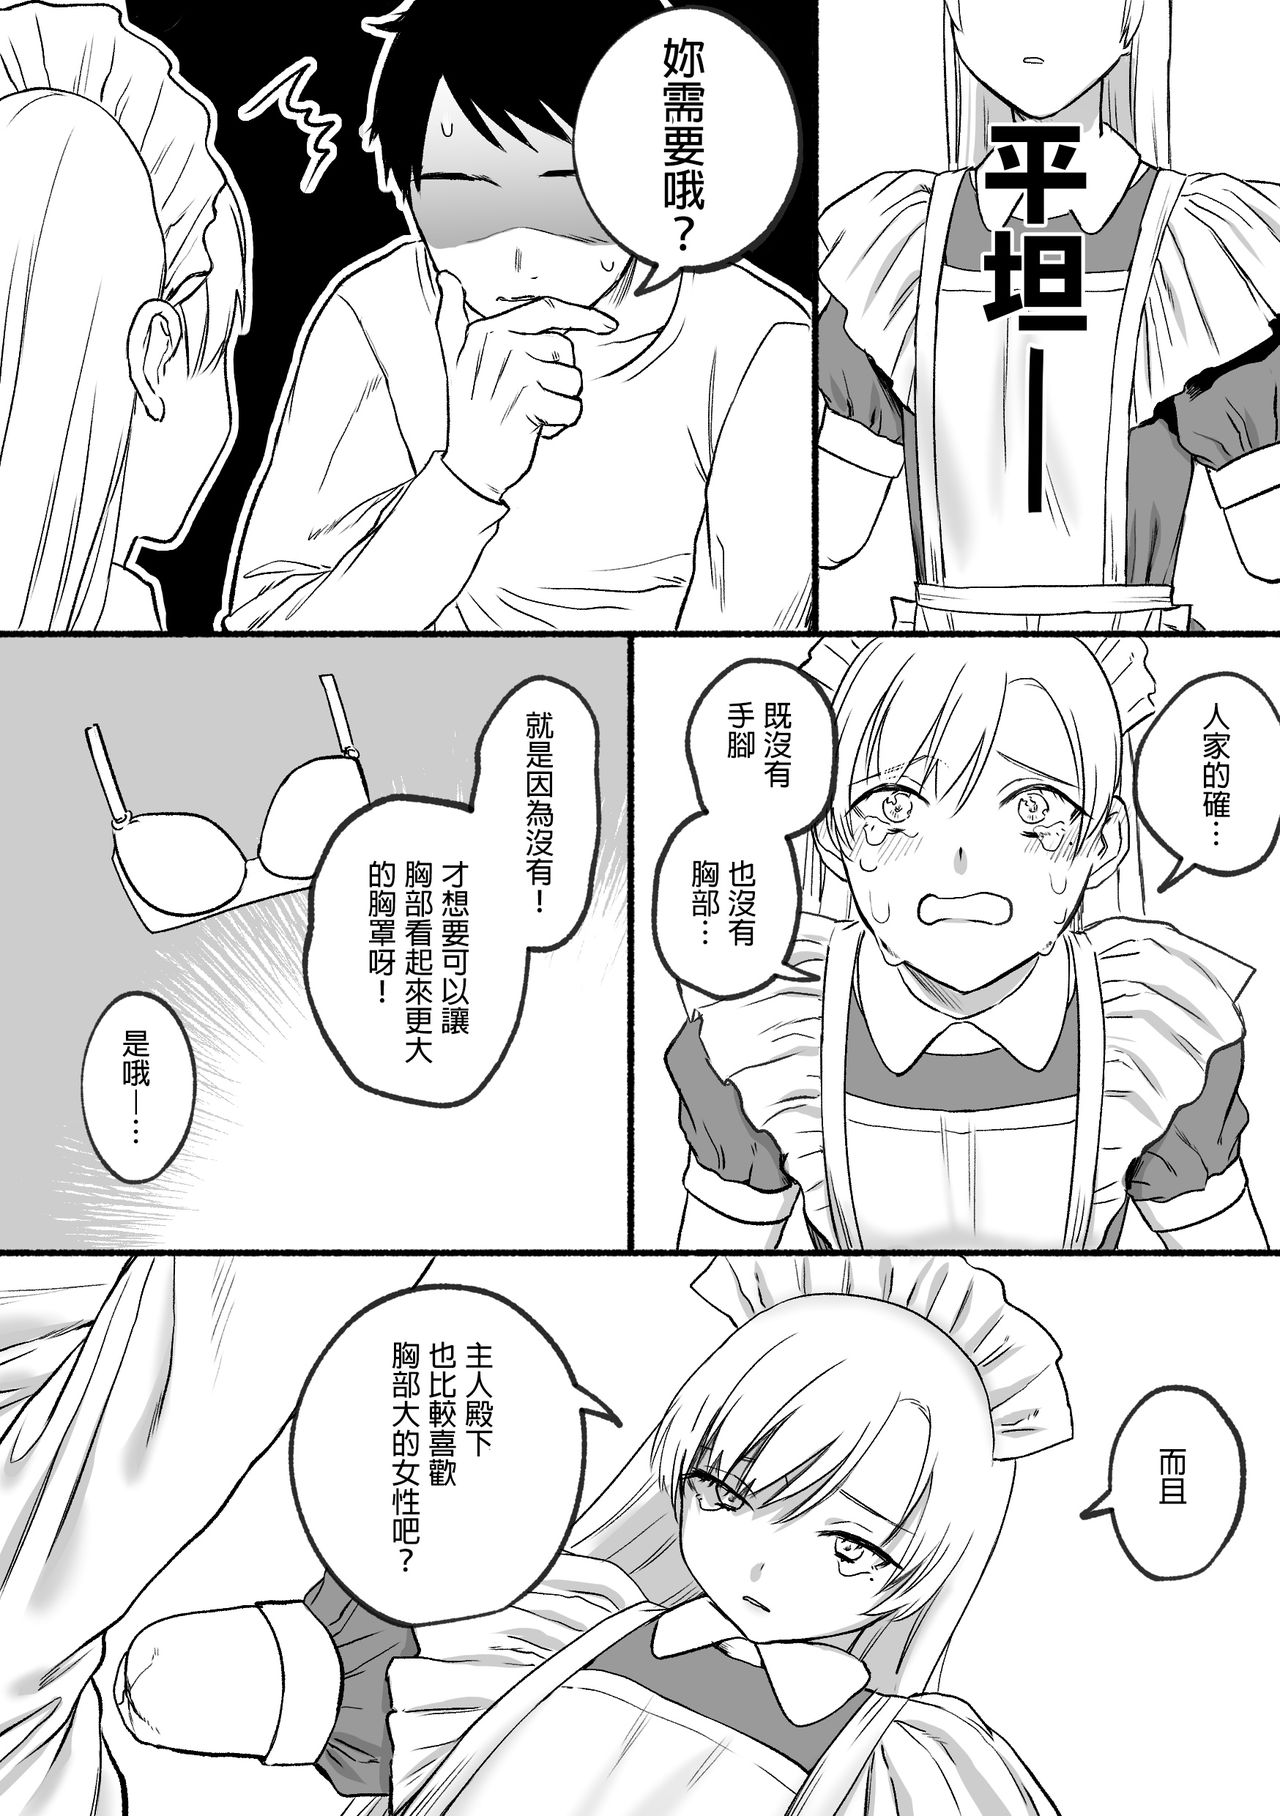 平坦——
妳需要哦？
人家的確…
既沒有
手腳
也沒有
胸部…
就是因為沒有！
才想要可以讓
胸部看起來更大
的胸罩呀！
是哦—…
而且
主人殿下
也比較喜歡
胸部大的女性吧？